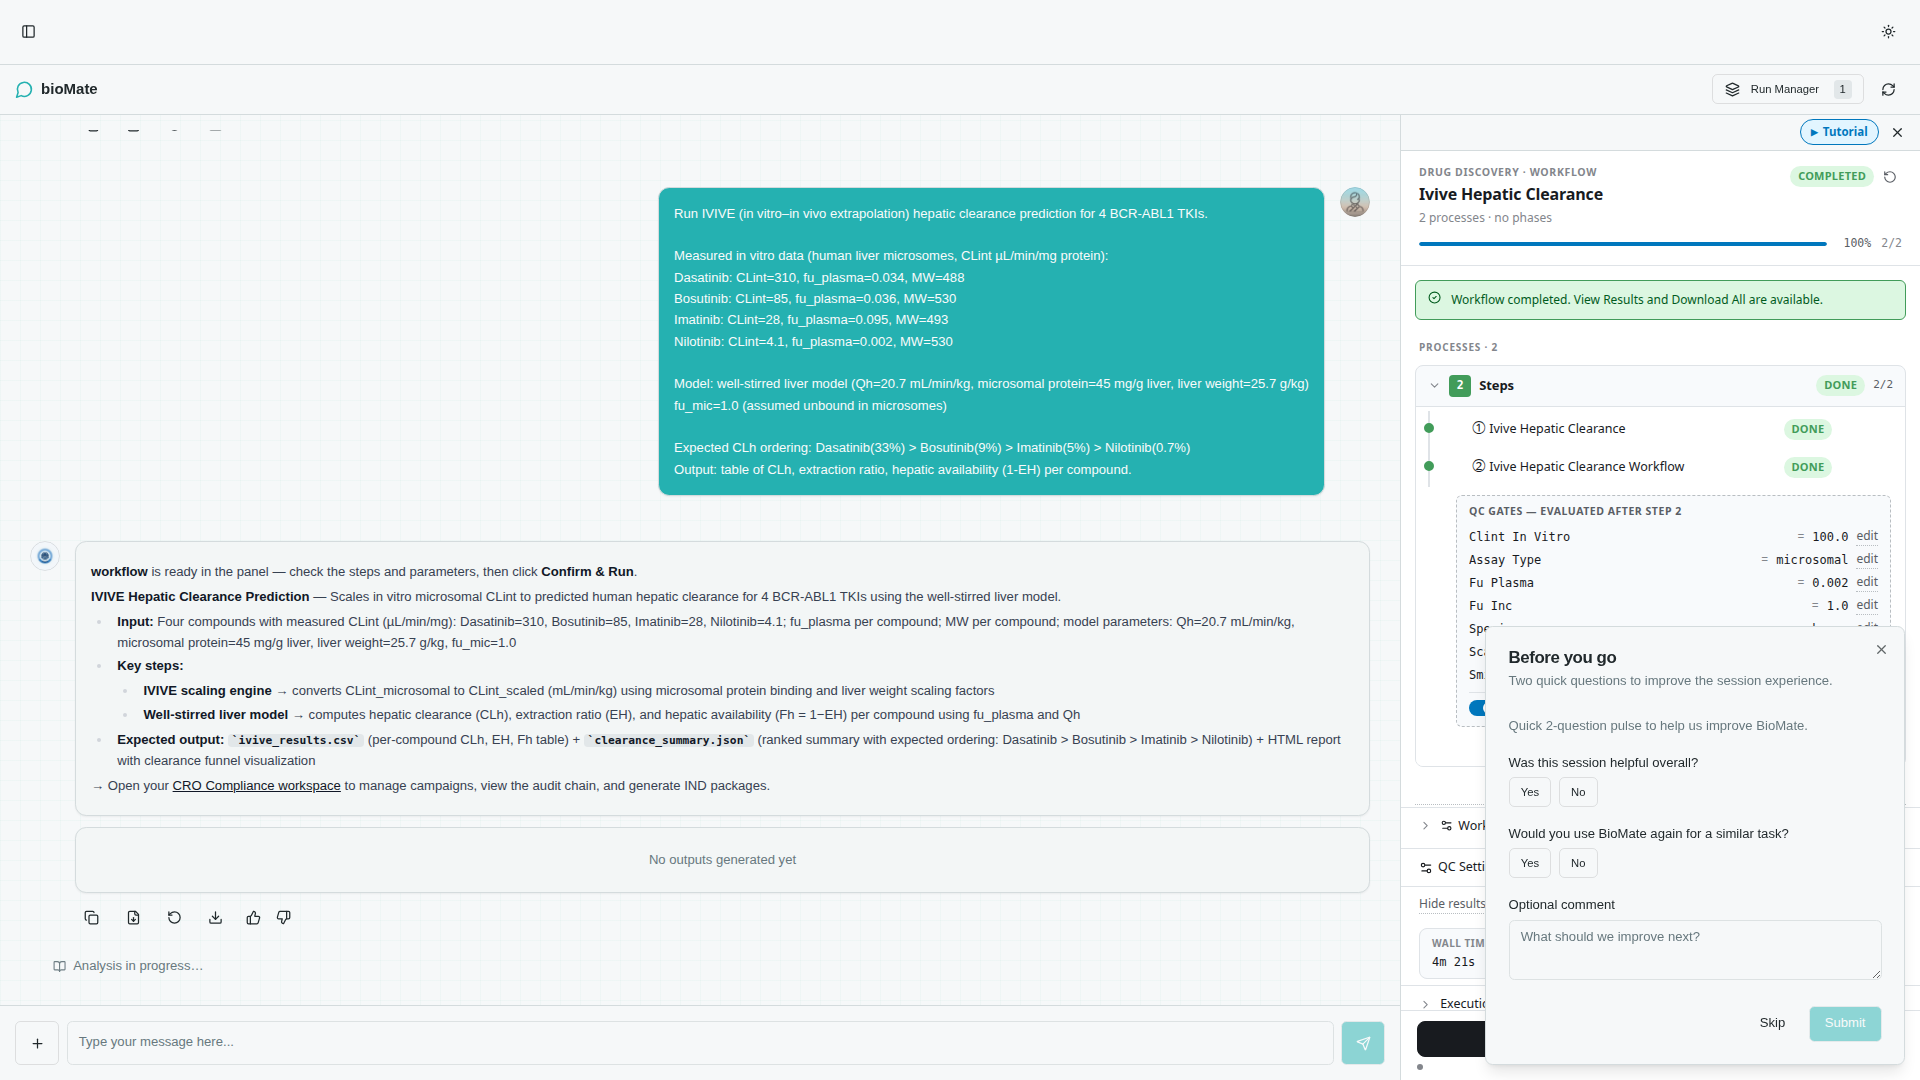 bioMate
Run Manager 1
Run IVIVE (in vitro–in vivo extrapolation) hepatic clearance prediction for 4 BCR-ABL1 TKIs.
Measured in vitro data (human liver microsomes, CLint µL/min/mg protein):
Dasatinib: CLint=310, fu_plasma=0.034, MW=488
Bosutinib: CLint=85, fu_plasma=0.036, MW=530
Imatinib: CLint=28, fu_plasma=0.095, MW=493
Nilotinib: CLint=4.1, fu_plasma=0.002, MW=530
Model: well-stirred liver model (Qh=20.7 mL/min/kg, microsomal protein=45 mg/g liver, liver weight=25.7 g/kg)
fu_mic=1.0 (assumed unbound in microsomes)
Expected CLh ordering: Dasatinib(33%) > Bosutinib(9%) > Imatinib(5%) > Nilotinib(0.7%)
Output: table of CLh, extraction ratio, hepatic availability (1-EH) per compound.
workflow is ready in the panel — check the steps and parameters, then click Confirm & Run.
IVIVE Hepatic Clearance Prediction — Scales in vitro microsomal CLint to predicted human hepatic clearance for 4 BCR-ABL1 TKIs using the well-stirred liver model.
Input: Four compounds with measured CLint (µL/min/mg): Dasatinib=310, Bosutinib=85, Imatinib=28, Nilotinib=4.1; fu_plasma per compound; MW per compound; model parameters: Qh=20.7 mL/min/kg,
microsomal protein=45 mg/g liver, liver weight=25.7 g/kg, fu_mic=1.0
Key steps:
IVIVE scaling engine → converts CLint_microsomal to CLint_scaled (mL/min/kg) using microsomal protein binding and liver weight scaling factors
Well-stirred liver model → computes hepatic clearance (CLh), extraction ratio (EH), and hepatic availability (Fh = 1−EH) per compound using fu_plasma and Qh
Expected output: `ivive_results.csv` (per-compound CLh, EH, Fh table) + `clearance_summary.json` (ranked summary with expected ordering: Dasatinib > Bosutinib > Imatinib > Nilotinib) + HTML report
with clearance funnel visualization
→ Open your CRO Compliance workspace to manage campaigns, view the audit chain, and generate IND packages.
No outputs generated yet
Analysis in progress…
Type your message here...
▶ Tutorial
DRUG DISCOVERY · WORKFLOW
COMPLETED
Ivive Hepatic Clearance
2 processes · no phases
100% 2/2
Workflow completed. View Results and Download All are available.
PROCESSES · 2
2 Steps DONE 2/2
① Ivive Hepatic Clearance DONE
② Ivive Hepatic Clearance Workflow DONE
QC GATES — EVALUATED AFTER STEP 2
Clint In Vitro = 100.0 edit
Assay Type = microsomal edit
Fu Plasma = 0.002 edit
Fu Inc = 1.0 edit
QC Setti
Hide results
WALL TIM
4m 21s
Executio
Before you go
Two quick questions to improve the session experience.
Quick 2-question pulse to help us improve BioMate.
Was this session helpful overall?
Yes No
Would you use BioMate again for a similar task?
Yes No
Optional comment
What should we improve next?
Skip Submit